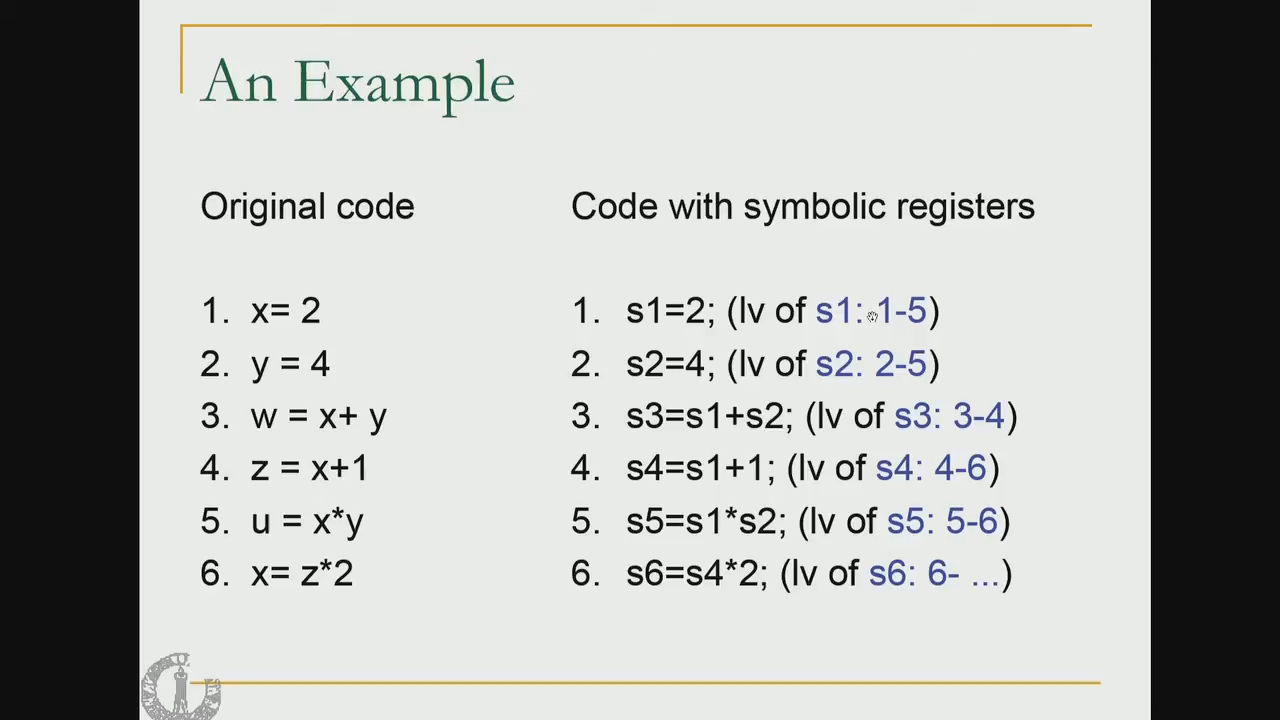 An Example
Original code
1. x= 2
2. y = 4
3. w = x+ y
4. z = x+1
5. u = x*y
6. x= z*2
Code with symbolic registers
1. s1=2; (lv of s1: 1-5)
2. s2=4; (lv of s2: 2-5)
3. s3=s1+s2; (lv of s3: 3-4)
4. s4=s1+1; (lv of s4: 4-6)
5. s5=s1*s2; (lv of s5: 5-6)
6. s6=s4*2; (lv of s6: 6- ...)